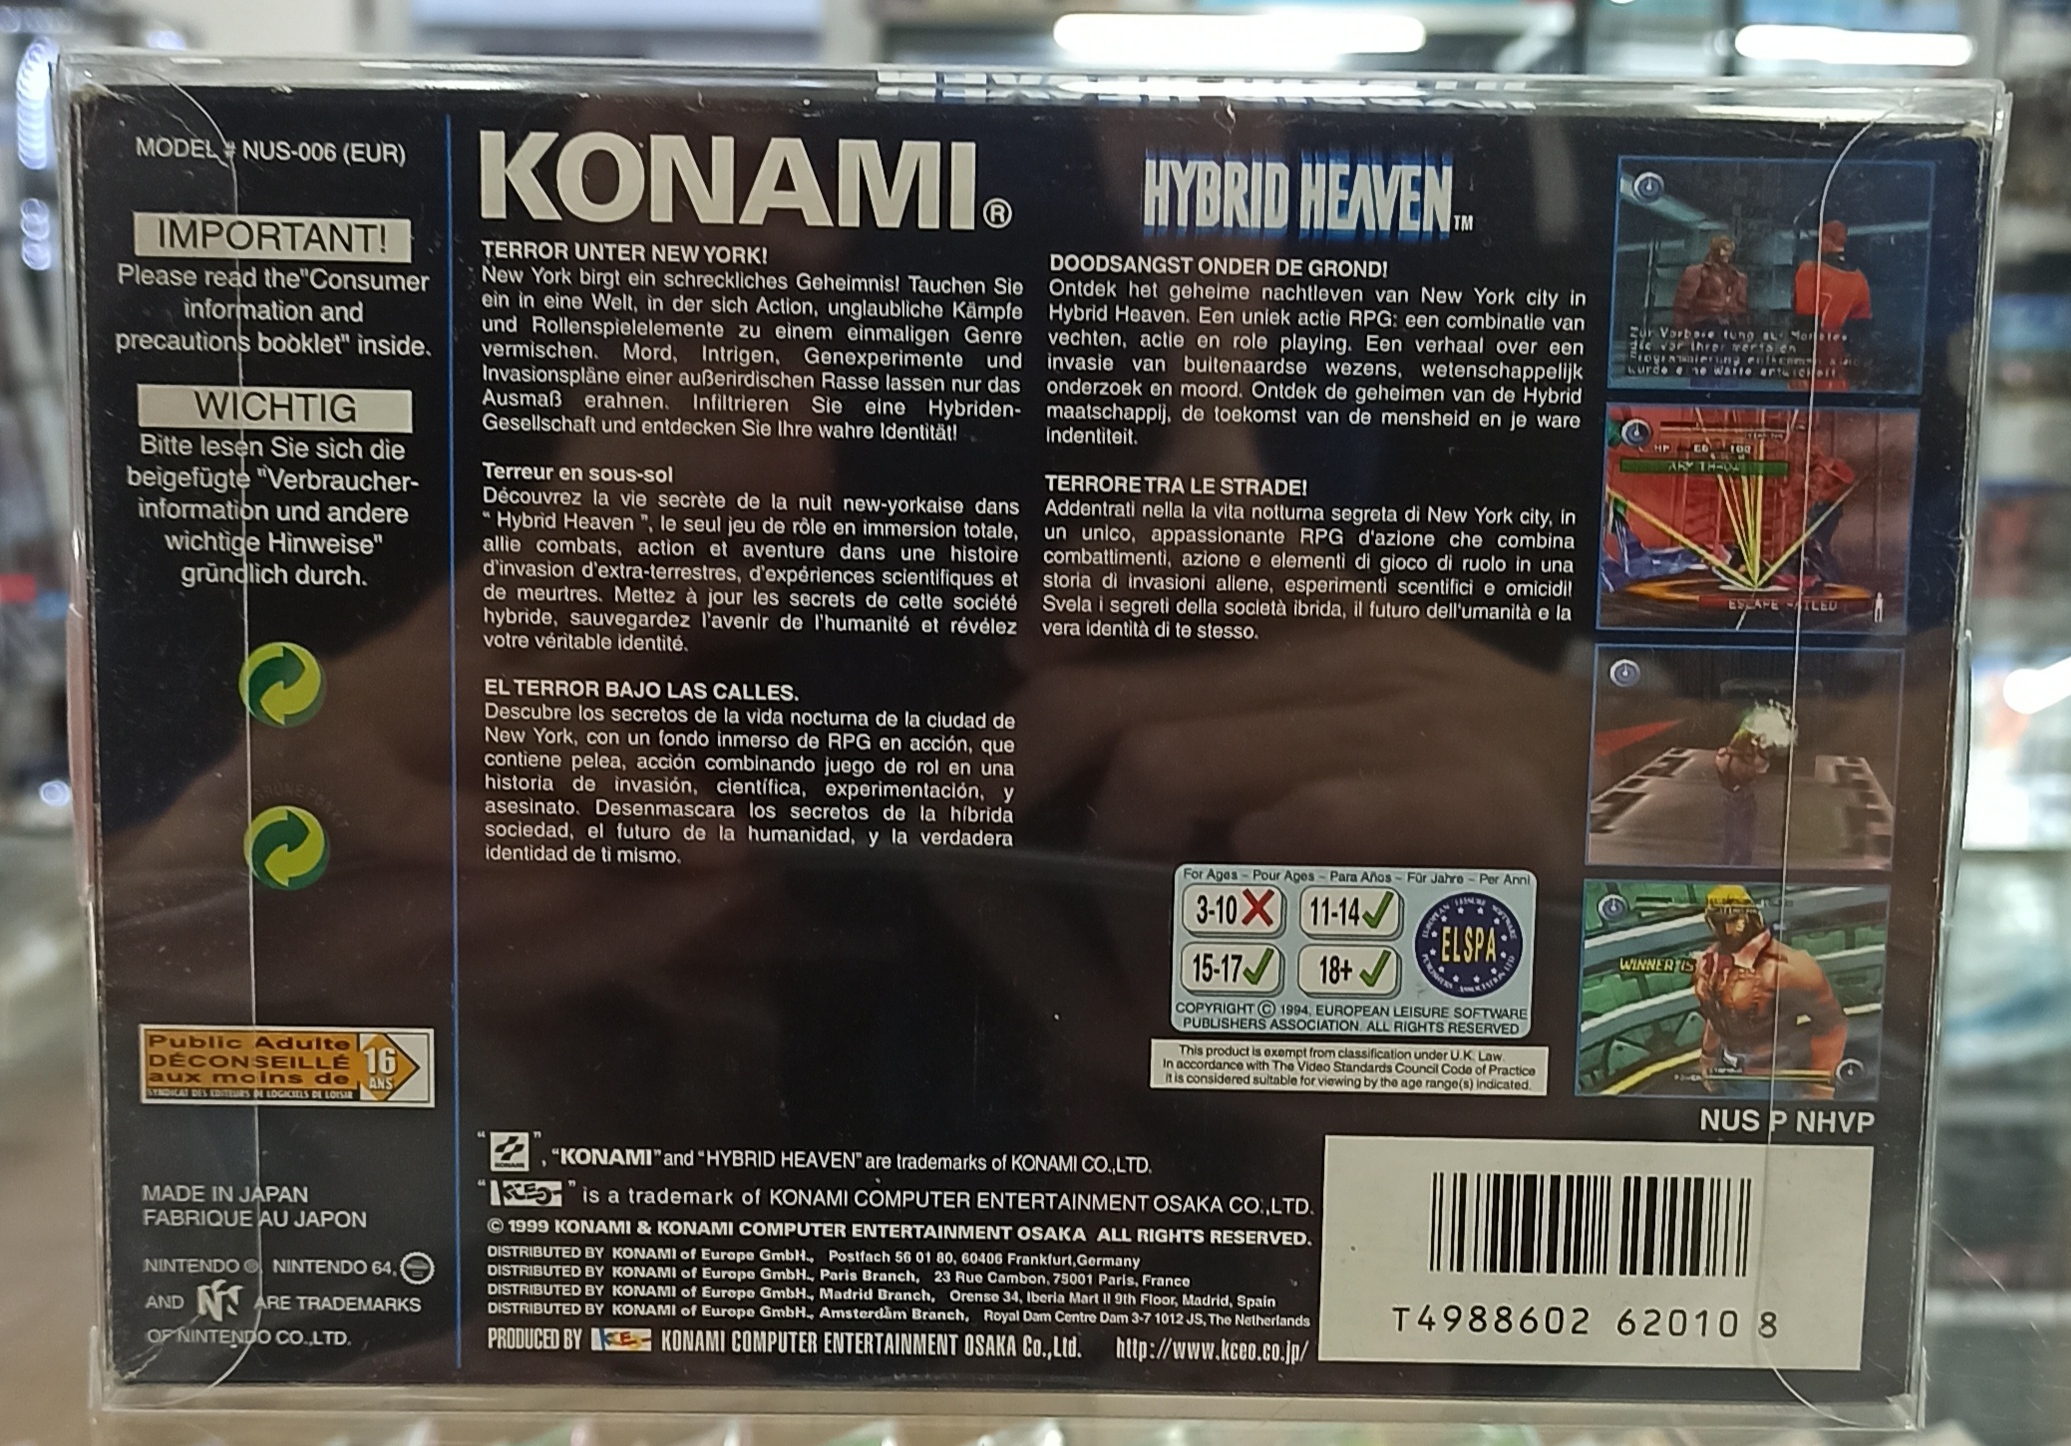 MODEL # NUS-006 (EUR)
IMPORTANT!
Please read the"Consumer
information and
precautions booklet" inside.
WICHTIG
Bitte lesen Sie sich die
beigefügte "Verbraucher-
information und andere
wichtige Hinweise"
gründlich durch.
Public Adulte
DÉCONSEILLÉ
aux moins de
16
ANS
SYNDICAT DES EDITEURS DE LOGICIELS DE LOISIR
MADE IN JAPAN
FABRIQUE AU JAPON
NINTENDO ®, NINTENDO 64,
AND N ARE TRADEMARKS
OF NINTENDO CO.,LTD.
KONAMI®
TERROR UNTER NEW YORK!
New York birgt ein schreckliches Geheimnis! Tauchen Sie
ein in eine Welt, in der sich Action, unglaubliche Kämpfe
und Rollenspielelemente zu einem einmaligen Genre
vermischen. Mord, Intrigen, Genexperimente und
Invasionspläne einer außerirdischen Rasse lassen nur das
Ausmaß erahnen. Infiltrieren Sie eine Hybriden-
Gesellschaft und entdecken Sie Ihre wahre Identität!
Terreur en sous-sol
Découvrez la vie secrète de la nuit new-yorkaise dans
" Hybrid Heaven ", le seul jeu de rôle en immersion totale,
allie combats, action et aventure dans une histoire
d'invasion d'extra-terrestres, d'expériences scientifiques et
de meurtres. Mettez à jour les secrets de cette société
hybride, sauvegardez l'avenir de l'humanité et révélez
votre véritable identité.
EL TERROR BAJO LAS CALLES.
Descubre los secretos de la vida nocturna de la ciudad de
New York, con un fondo inmerso de RPG en acción, que
contiene pelea, acción combinando juego de rol en una
historia de invasión, científica, experimentación, y
asesinato. Desenmascara los secretos de la híbrida
sociedad, el futuro de la humanidad, y la verdadera
identidad de ti mismo.
HYBRID HEAVEN™
DOODSANGST ONDER DE GROND!
Ontdek het geheime nachtleven van New York city in
Hybrid Heaven. Een uniek actie RPG: een combinatie van
vechten, actie en role playing. Een verhaal over een
invasie van buitenaardse wezens, wetenschappelijk
onderzoek en moord. Ontdek de geheimen van de Hybrid
maatschappij, de toekomst van de mensheid en je ware
indentiteit.
TERRORE TRA LE STRADE!
Addentrati nella la vita notturna segreta di New York city, in
un unico, appassionante RPG d'azione che combina
combattimenti, azione e elementi di gioco di ruolo in una
storia di invasioni aliene, esperimenti scentifici e omicidi!
Svela i segreti della società ibrida, il futuro dell'umanità e la
vera identità di te stesso.
ESCAPE FAILED
WINNER IS
For Ages - Pour Ages - Para Años - Für Jahre - Per Anni
3-10 11-14
15-17 18+
ELSPA
COPYRIGHT © 1994, EUROPEAN LEISURE SOFTWARE
PUBLISHERS ASSOCIATION. ALL RIGHTS RESERVED
This product is exempt from classification under U.K. Law.
In accordance with The Video Standards Council Code of Practice
it is considered suitable for viewing by the age range(s) indicated.
NUS P NHVP
" KONAMI ", "KONAMI" and "HYBRID HEAVEN" are trademarks of KONAMI CO.,LTD.
"KCEO" is a trademark of KONAMI COMPUTER ENTERTAINMENT OSAKA CO.,LTD.
© 1999 KONAMI & KONAMI COMPUTER ENTERTAINMENT OSAKA ALL RIGHTS RESERVED.
DISTRIBUTED BY KONAMI of Europe GmbH., Postfach 56 01 80, 60406 Frankfurt,Germany
DISTRIBUTED BY KONAMI of Europe GmbH., Paris Branch, 23 Rue Cambon, 75001 Paris, France
DISTRIBUTED BY KONAMI of Europe GmbH., Madrid Branch, Orense 34, Iberia Mart II 9th Floor, Madrid, Spain
DISTRIBUTED BY KONAMI of Europe GmbH., Amsterdam Branch, Royal Dam Centre Dam 3-7 1012 JS, The Netherlands
PRODUCED BY KCEO KONAMI COMPUTER ENTERTAINMENT OSAKA Co.,Ltd. http://www.kceo.co.jp/
T4988602 62010 8